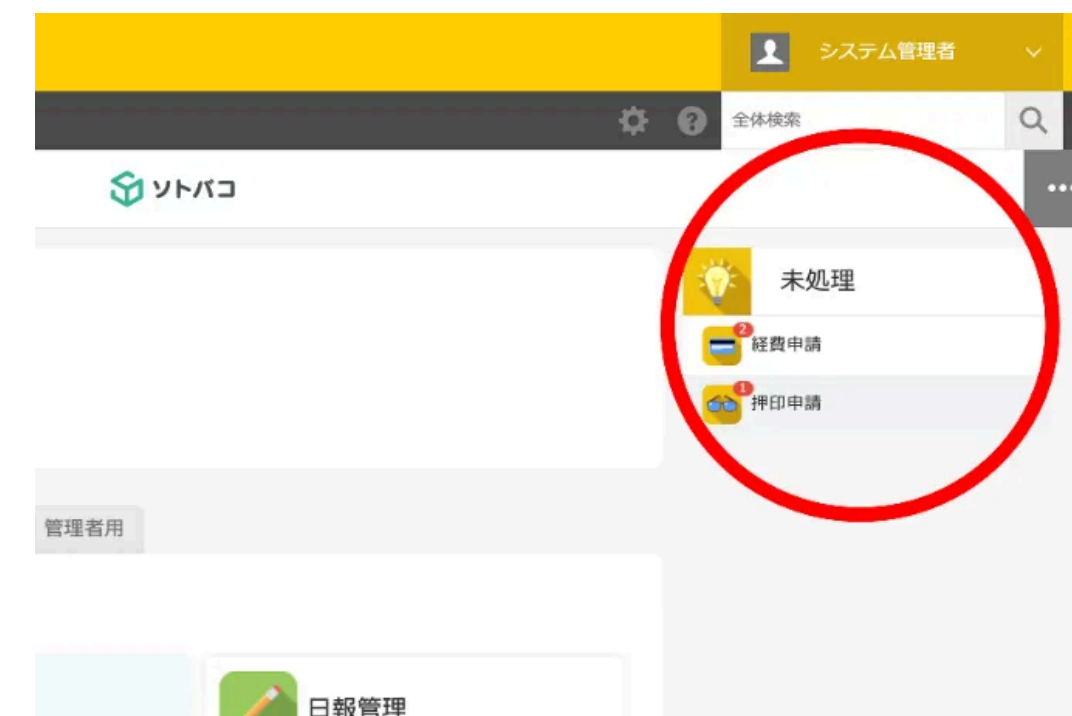 システム管理者
全体検索
ソトバコ
未処理
2
経費申請
1
押印申請
管理者用
日報管理